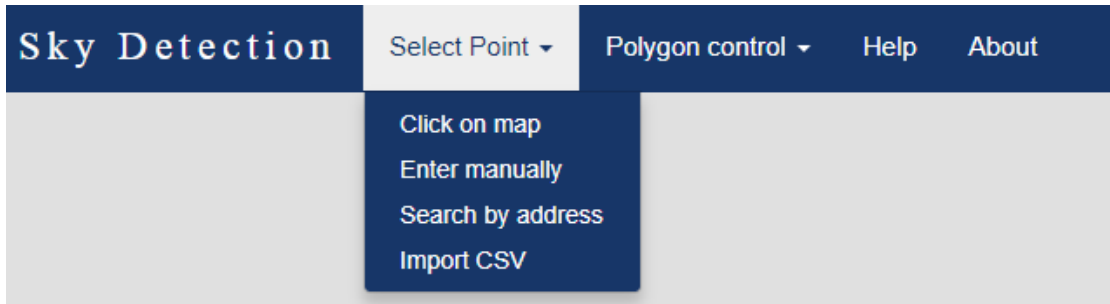 Sky Detection Select Point Polygon control Help About
Click on map
Enter manually
Search by address
Import CSV